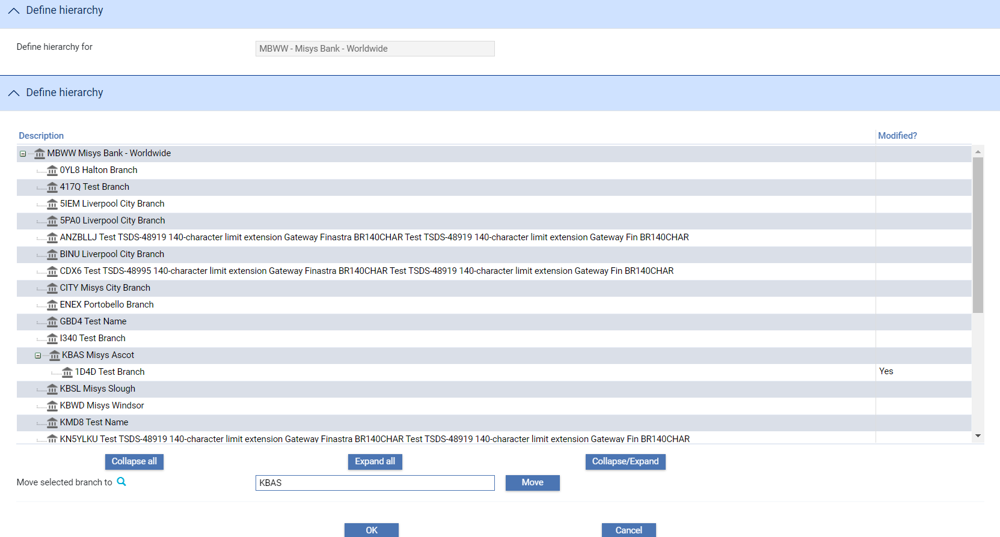 Define hierarchy
Define hierarchy for
MBWW - Misys Bank - Worldwide
Define hierarchy
Description
Modified?
MBWW Misys Bank - Worldwide
0YL8 Halton Branch
417Q Test Branch
5IEM Liverpool City Branch
5PA0 Liverpool City Branch
ANZBLLJ Test TSDS-48919 140-character limit extension Gateway Finastra BR140CHAR Test TSDS-48919 140-character limit extension Gateway Fin BR140CHAR
BINU Liverpool City Branch
CDX6 Test TSDS-48995 140-character limit extension Gateway Finastra BR140CHAR Test TSDS-48919 140-character limit extension Gateway Fin BR140CHAR
CITY Misys City Branch
ENEX Portobello Branch
GBD4 Test Name
I340 Test Branch
KBAS Misys Ascot
1D4D Test Branch
Yes
KBSL Misys Slough
KBWD Misys Windsor
KMD8 Test Name
KN5YLKU Test TSDS-48919 140-character limit extension Gateway Finastra BR140CHAR Test TSDS-48919 140-character limit extension Gateway Fin BR140CHAR
Collapse all
Expand all
Collapse/Expand
Move selected branch to
KBAS
Move
OK
Cancel